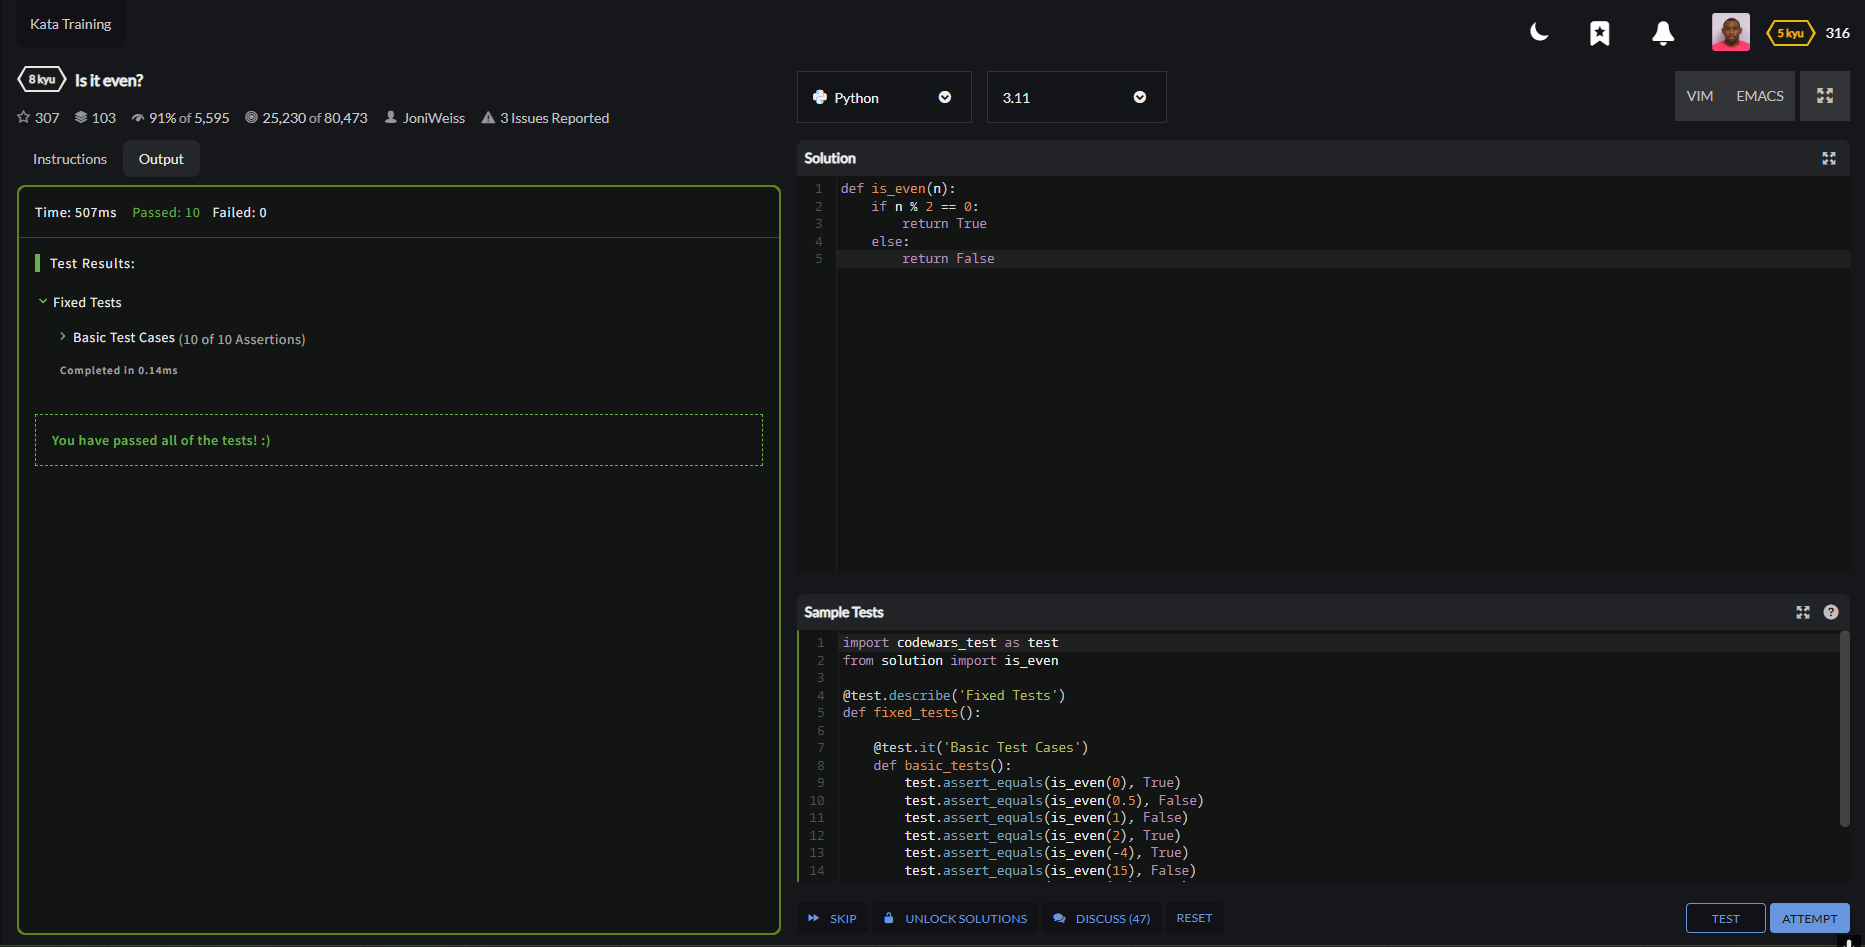 Kata Training
5 kyu 316
8 kyu Is it even?
307 103 91% of 5,595 25,230 of 80,473 JoniWeiss 3 Issues Reported
Instructions Output
Time: 507ms Passed: 10 Failed: 0
Test Results:
Fixed Tests
Basic Test Cases (10 of 10 Assertions)
Completed in 0.14ms
You have passed all of the tests! :)
Python 3.11 VIM EMACS
Solution
1 def is_even(n):
2     if n % 2 == 0:
3         return True
4     else:
5         return False
Sample Tests
1 import codewars_test as test
2 from solution import is_even
3
4 @test.describe('Fixed Tests')
5 def fixed_tests():
6
7     @test.it('Basic Test Cases')
8     def basic_tests():
9         test.assert_equals(is_even(0), True)
10         test.assert_equals(is_even(0.5), False)
11         test.assert_equals(is_even(1), False)
12         test.assert_equals(is_even(2), True)
13         test.assert_equals(is_even(-4), True)
14         test.assert_equals(is_even(15), False)
SKIP UNLOCK SOLUTIONS DISCUSS (47) RESET TEST ATTEMPT